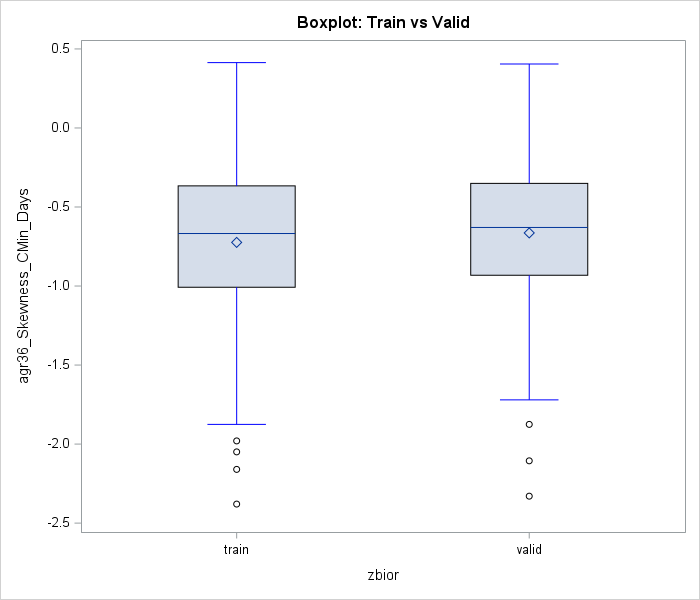 Boxplot: Train vs Valid
agr36_Skewness_CMin_Days
0.5
0.0
-0.5
-1.0
-1.5
-2.0
-2.5
train
valid
zbior